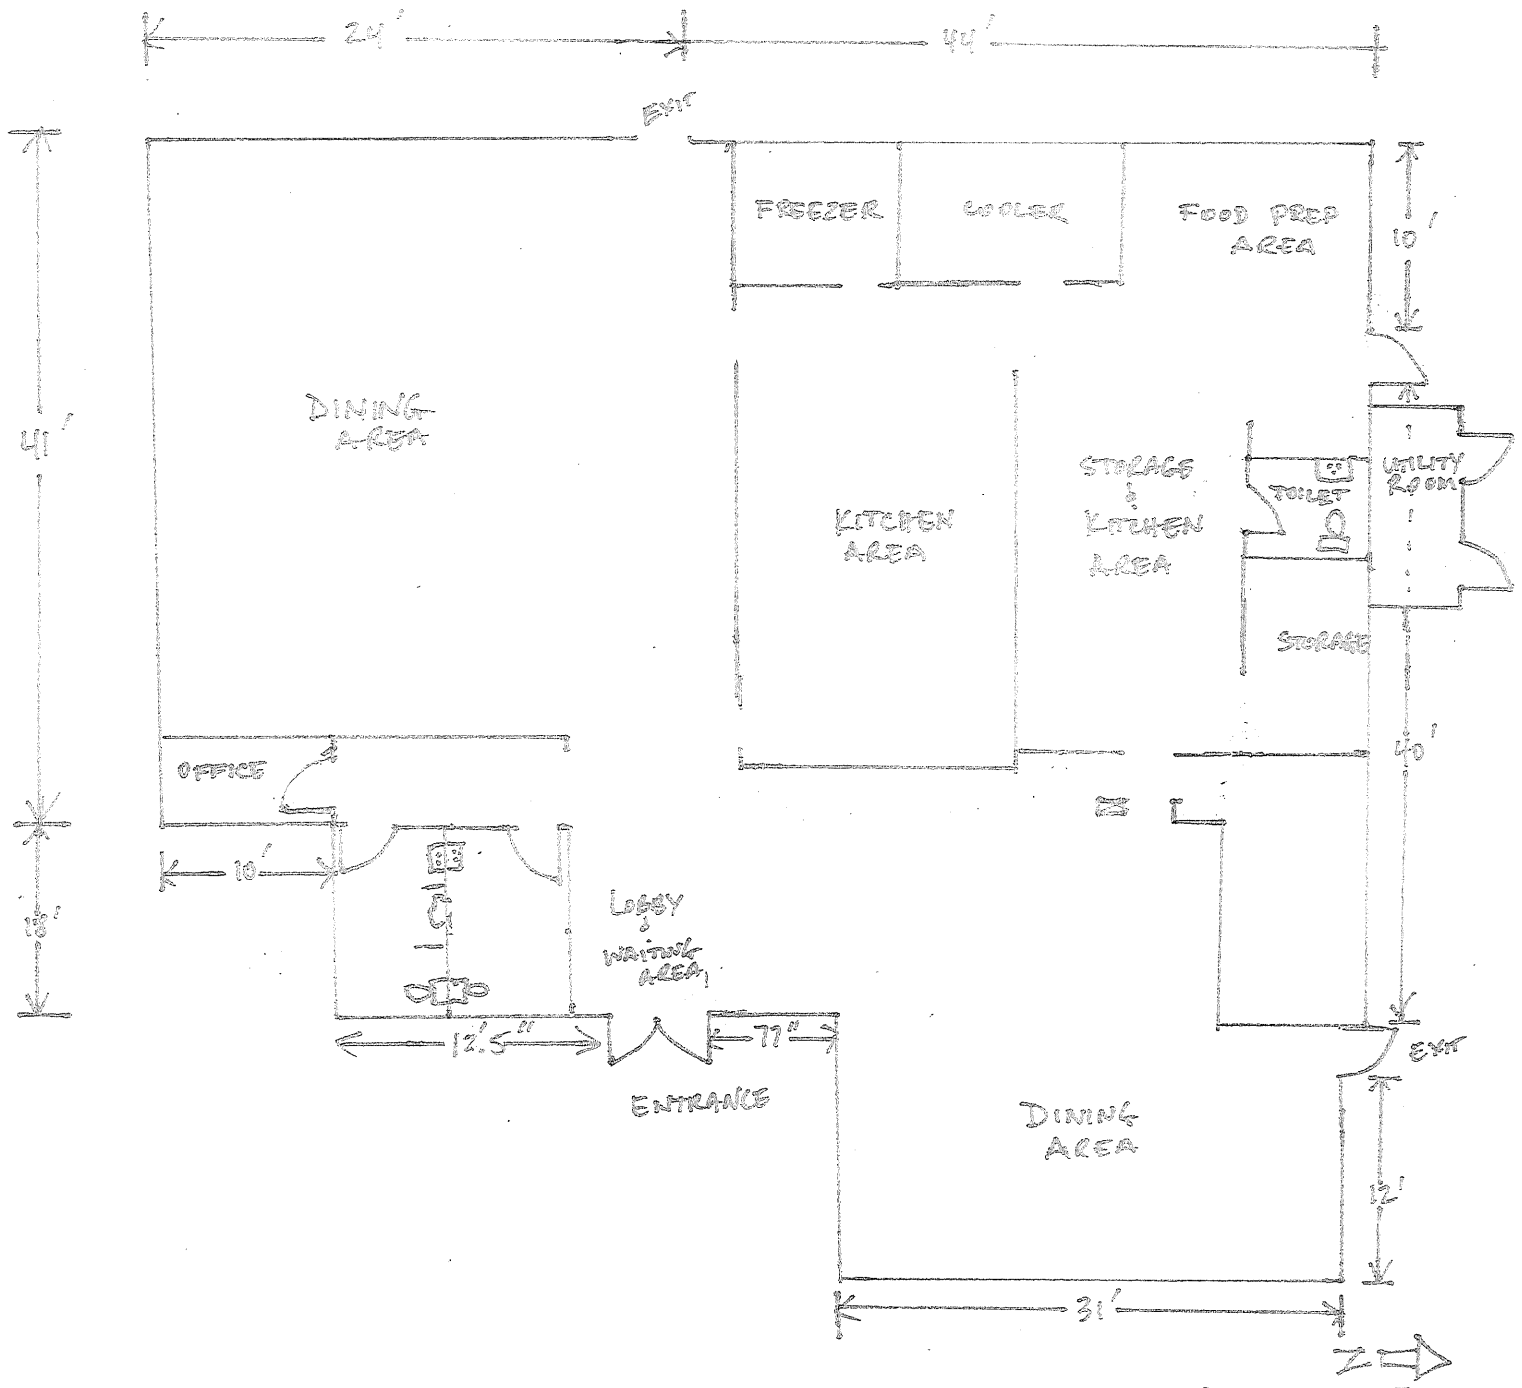 24'
44'
EXIT
FREEZER
COOLER
FOOD PREP
AREA
10'
41'
DINING
AREA
STORAGE
&
KITCHEN
AREA
TOILET
UTILITY
ROOM
KITCHEN
AREA
STORAGE
40'
OFFICE
10'
18'
LOBBY
&
WAITING
AREA
12'.5"
77"
EXIT
ENTRANCE
DINING
AREA
12'
31'
N